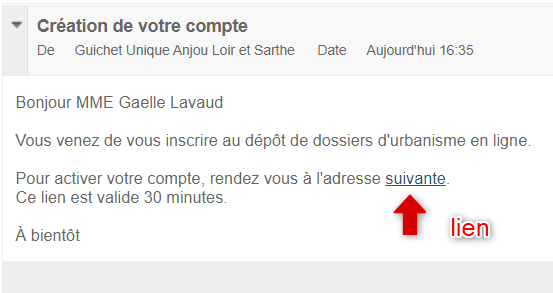 Création de votre compte
De Guichet Unique Anjou Loir et Sarthe Date Aujourd'hui 16:35
Bonjour MME Gaelle Lavaud
Vous venez de vous inscrire au dépôt de dossiers d'urbanisme en ligne.
Pour activer votre compte, rendez vous à l'adresse suivante.
Ce lien est valide 30 minutes.
lien
À bientôt